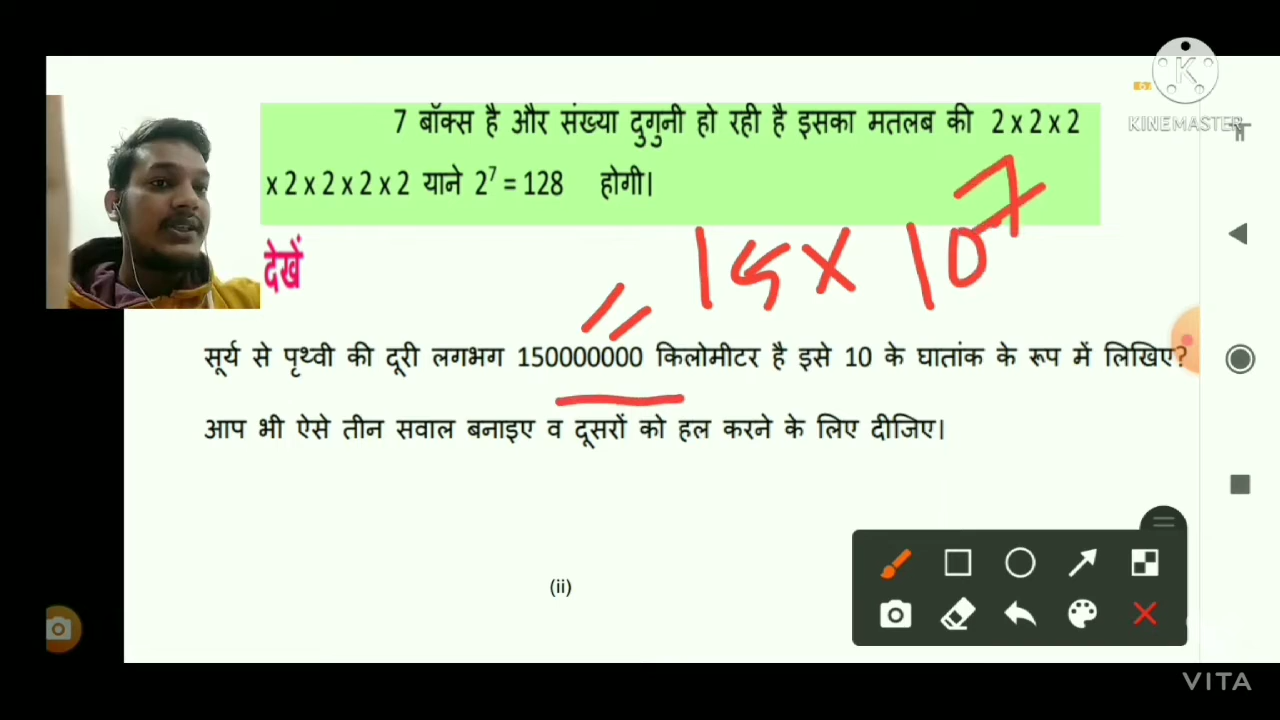 7 बॉक्स है और संख्या दुगुनी हो रही है इसका मतलब की 2 x 2 x 2
x 2 x 2 x 2 x 2 याने 2⁷ = 128 होगी।
KINEMASTER
देखें
= 15 x 10⁷
सूर्य से पृथ्वी की दूरी लगभग 150000000 किलोमीटर है इसे 10 के घातांक के रूप में लिखिए?
आप भी ऐसे तीन सवाल बनाइए व दूसरों को हल करने के लिए दीजिए।
(ii)
VITA